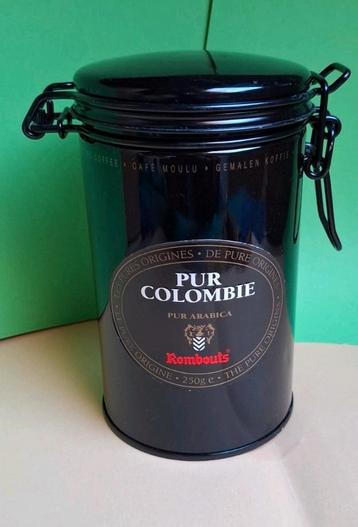 COFFEE • CAFÉ MOULU • GEMALEN KOFFIE
PURES ORIGINES • DE PURE ORIGINE
PUR
COLOMBIE
PUR ARABICA
Rombouts
ORIGINE • 250g e • THE PURE ORIGINS